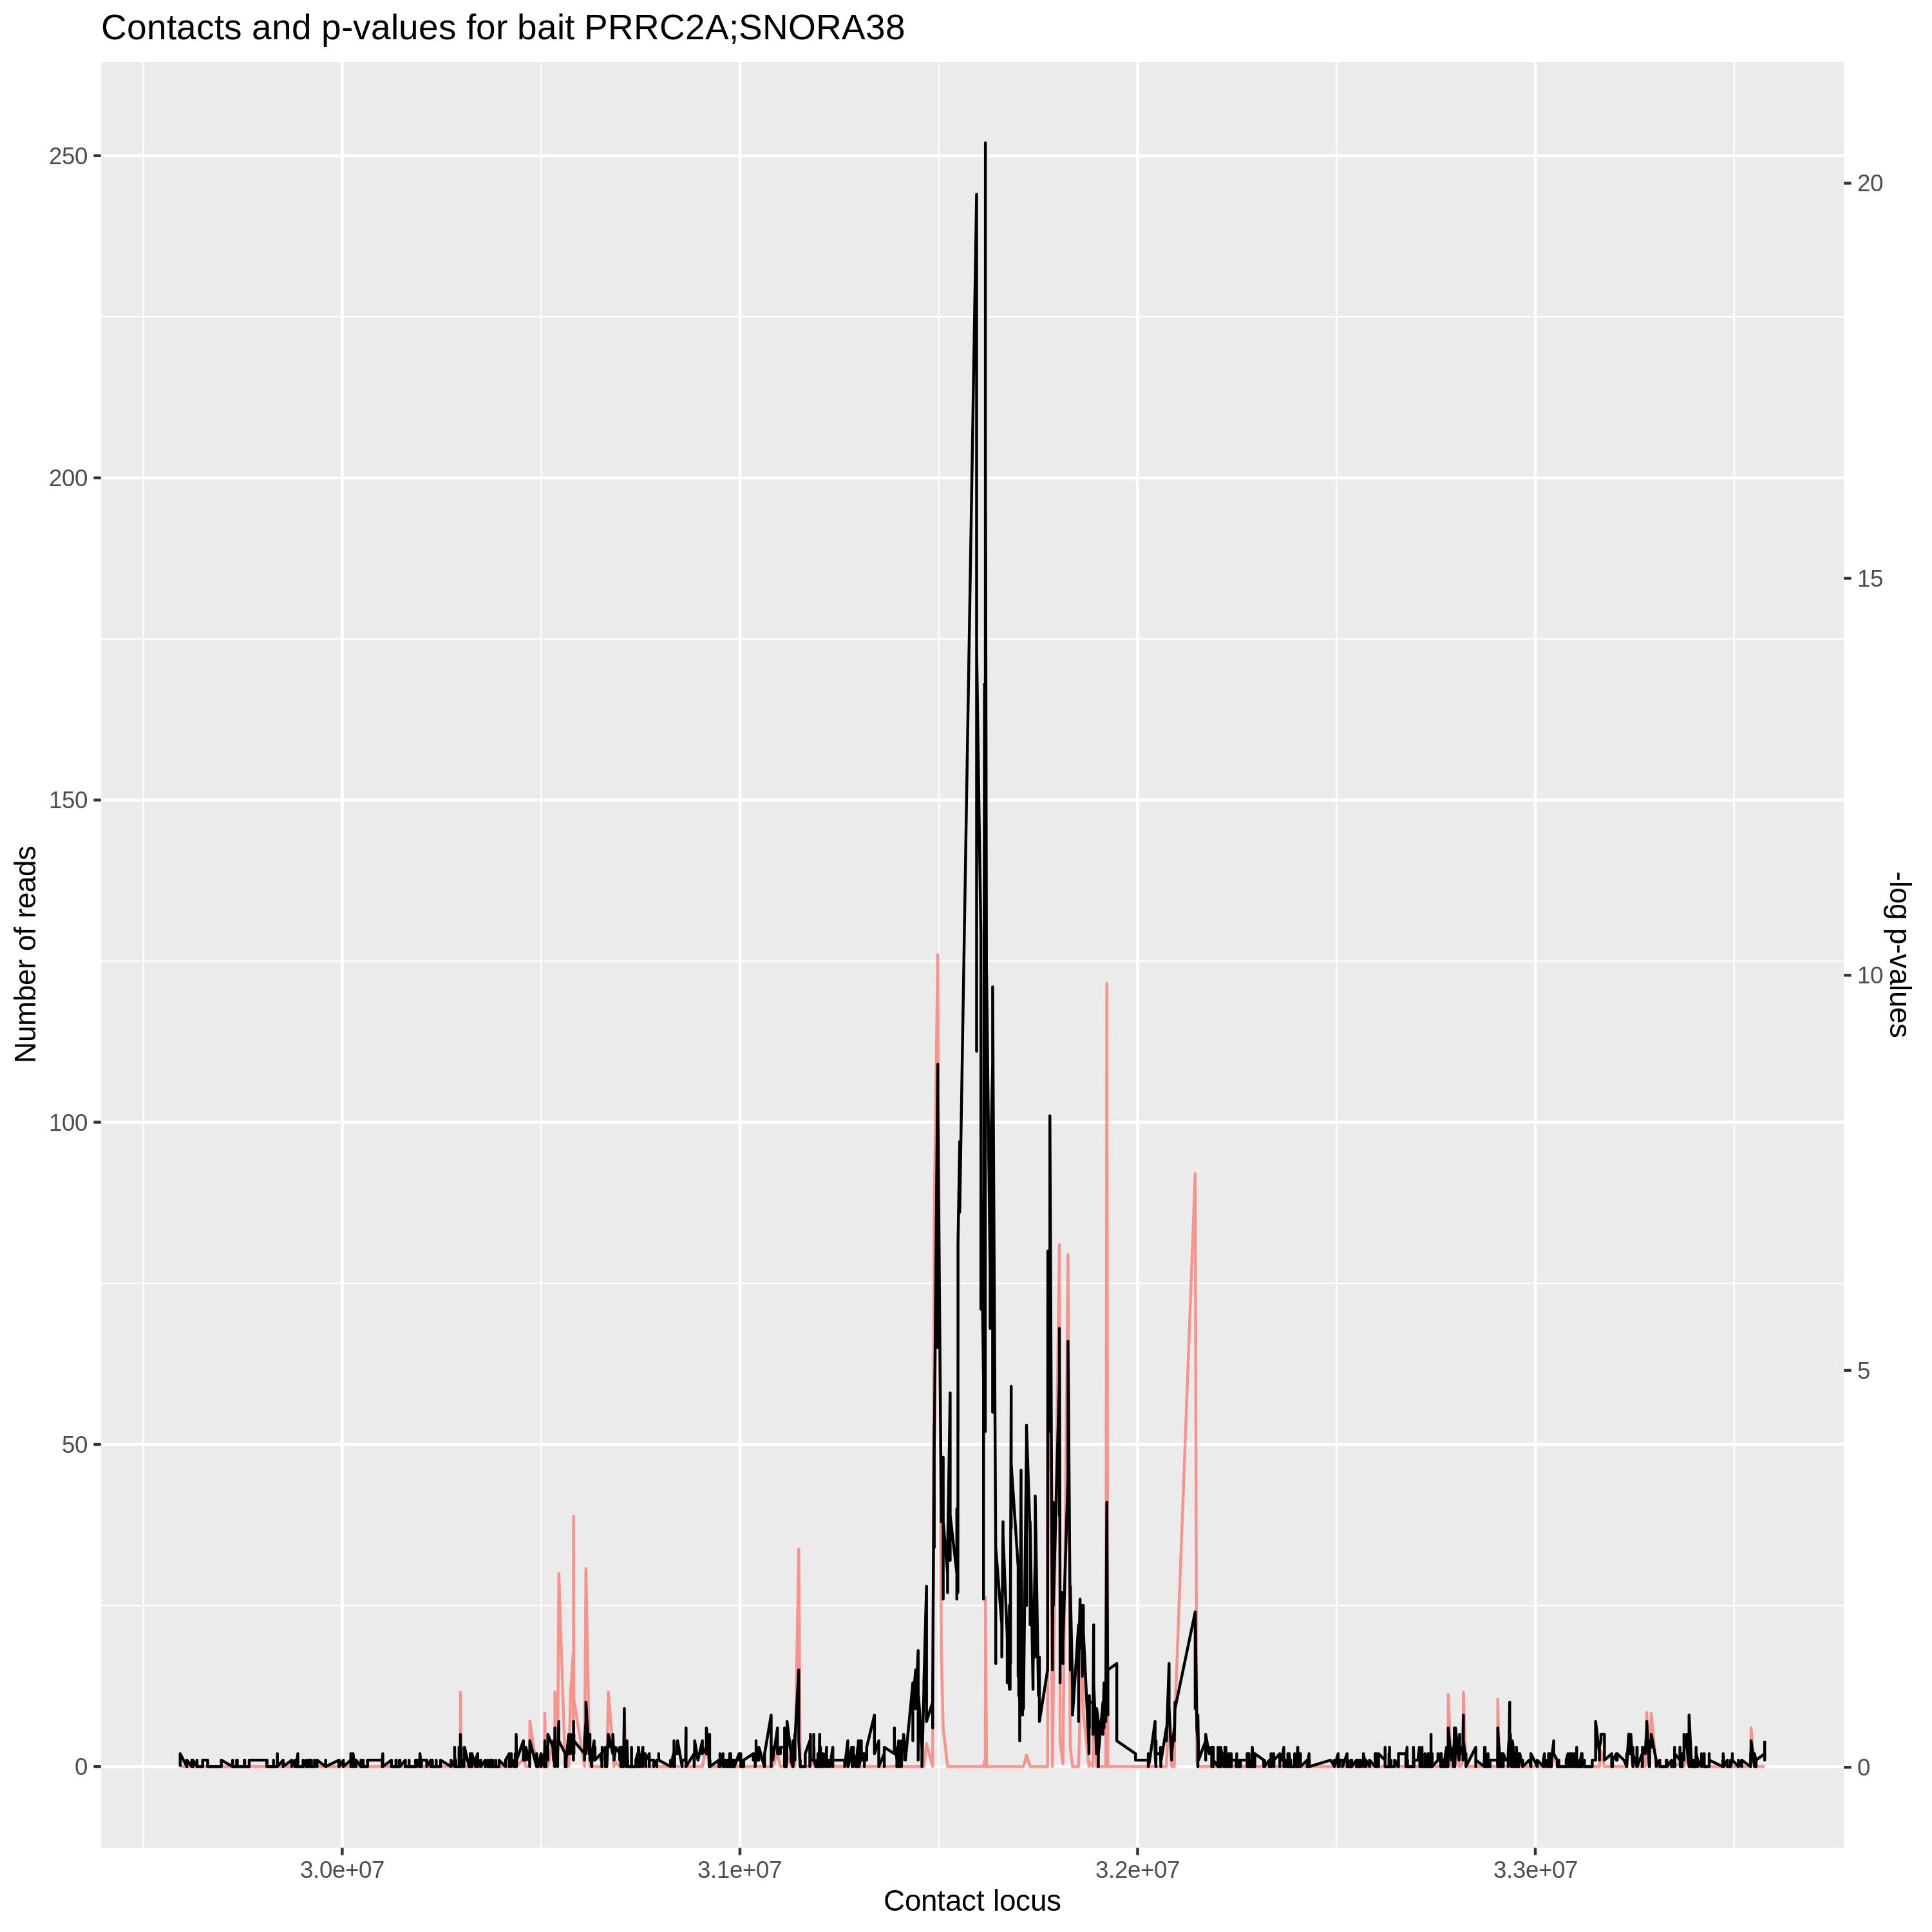 Contacts and p-values for bait PRRC2A;SNORA38
250
200
150
100
50
0
Number of reads
20
15
10
5
0
-log p-values
3.0e+07
3.1e+07
3.2e+07
3.3e+07
Contact locus